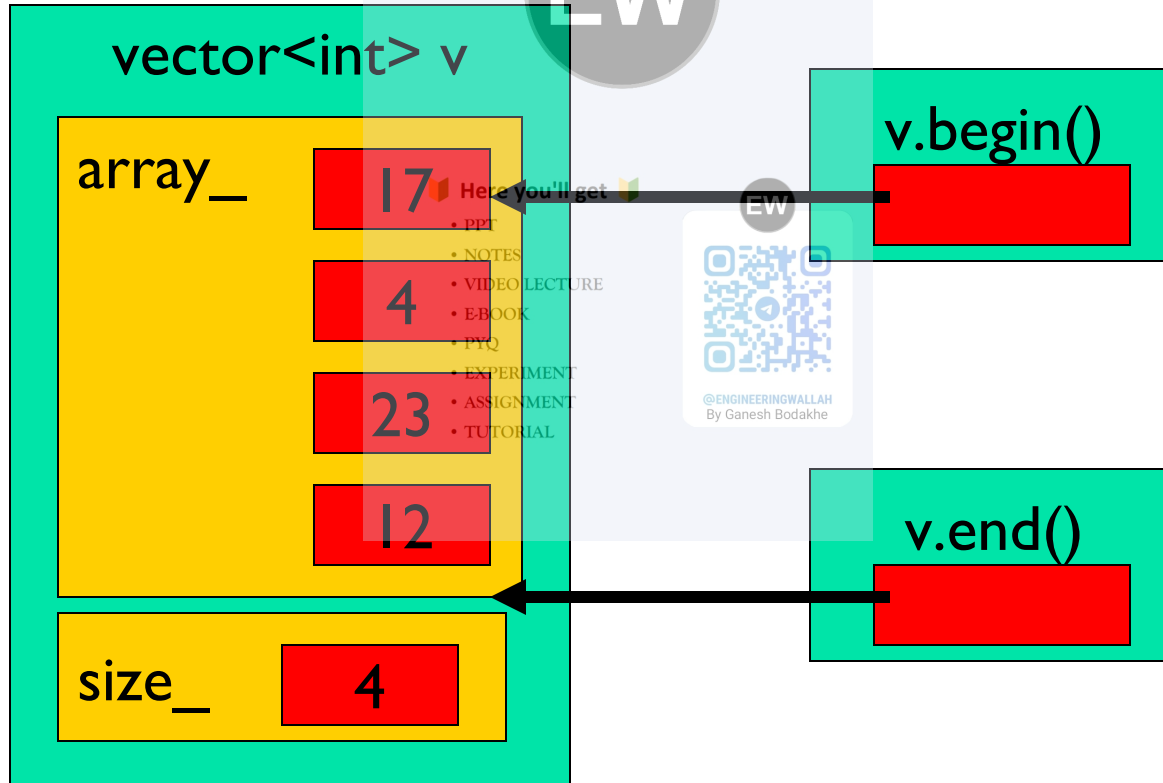 EW
vector<int> v
array_
17
4
23
12
size_
4
Here you'll get
• PPT
• NOTES
• VIDEO LECTURE
• E-BOOK
• PYQ
• EXPERIMENT
• ASSIGNMENT
• TUTORIAL
EW
@ENGINEERINGWALLAH
By Ganesh Bodakhe
v.begin()
v.end()